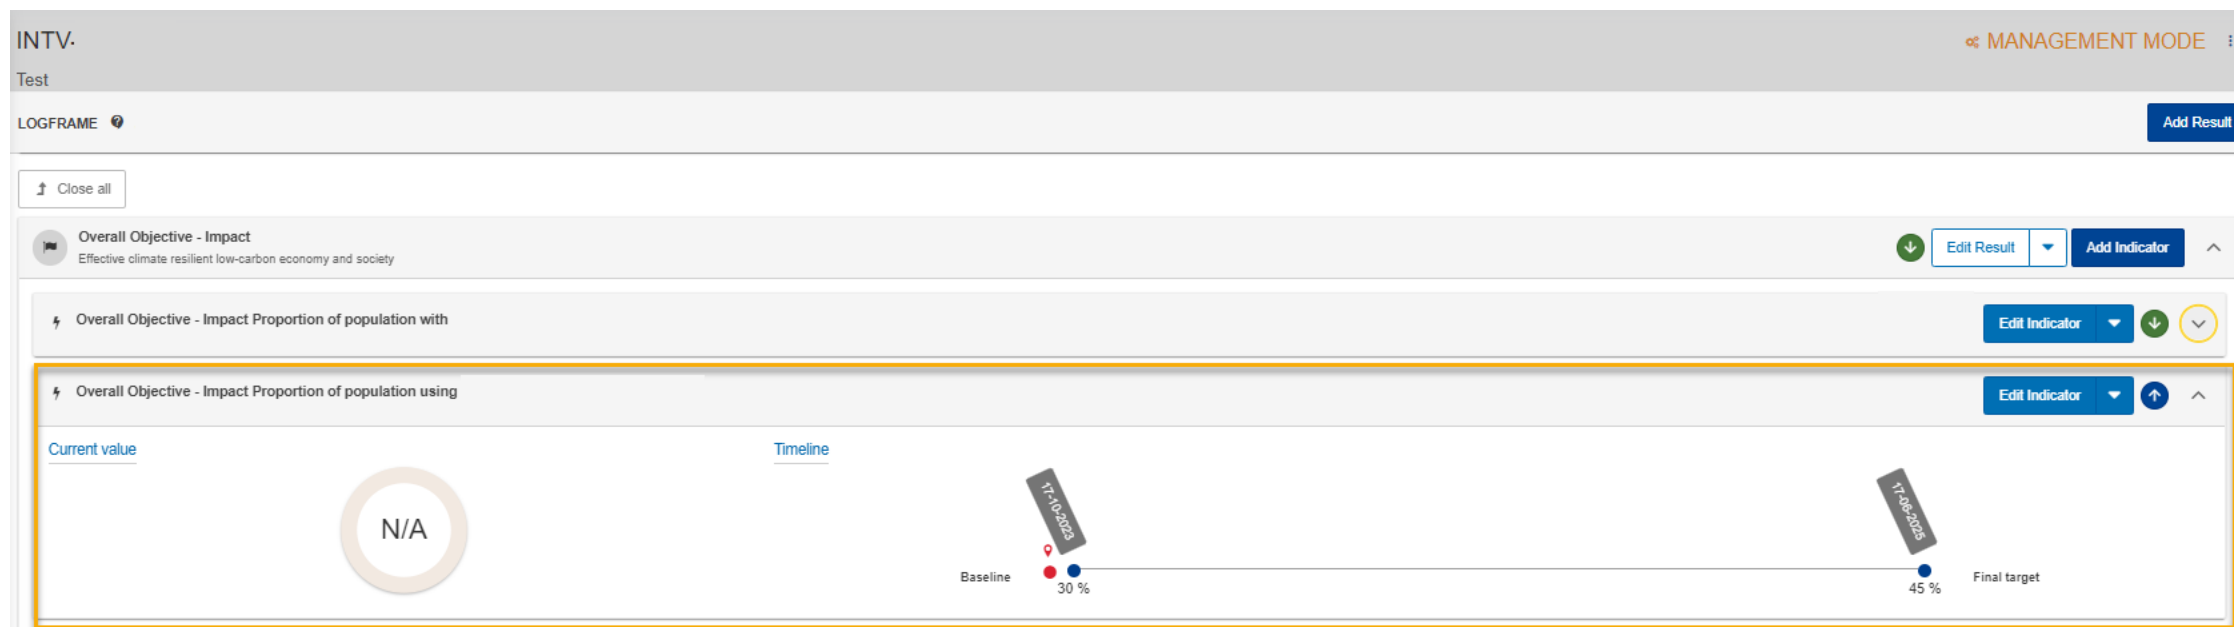 INTV.
MANAGEMENT MODE
Test
LOGFRAME
Add Result
Close all
Overall Objective - Impact
Effective climate resilient low-carbon economy and society
Edit Result
Add Indicator
Overall Objective - Impact Proportion of population with
Edit Indicator
Overall Objective - Impact Proportion of population using
Edit Indicator
Current value
Timeline
N/A
17-10-2023
17-06-2025
Baseline
30 %
45 %
Final target